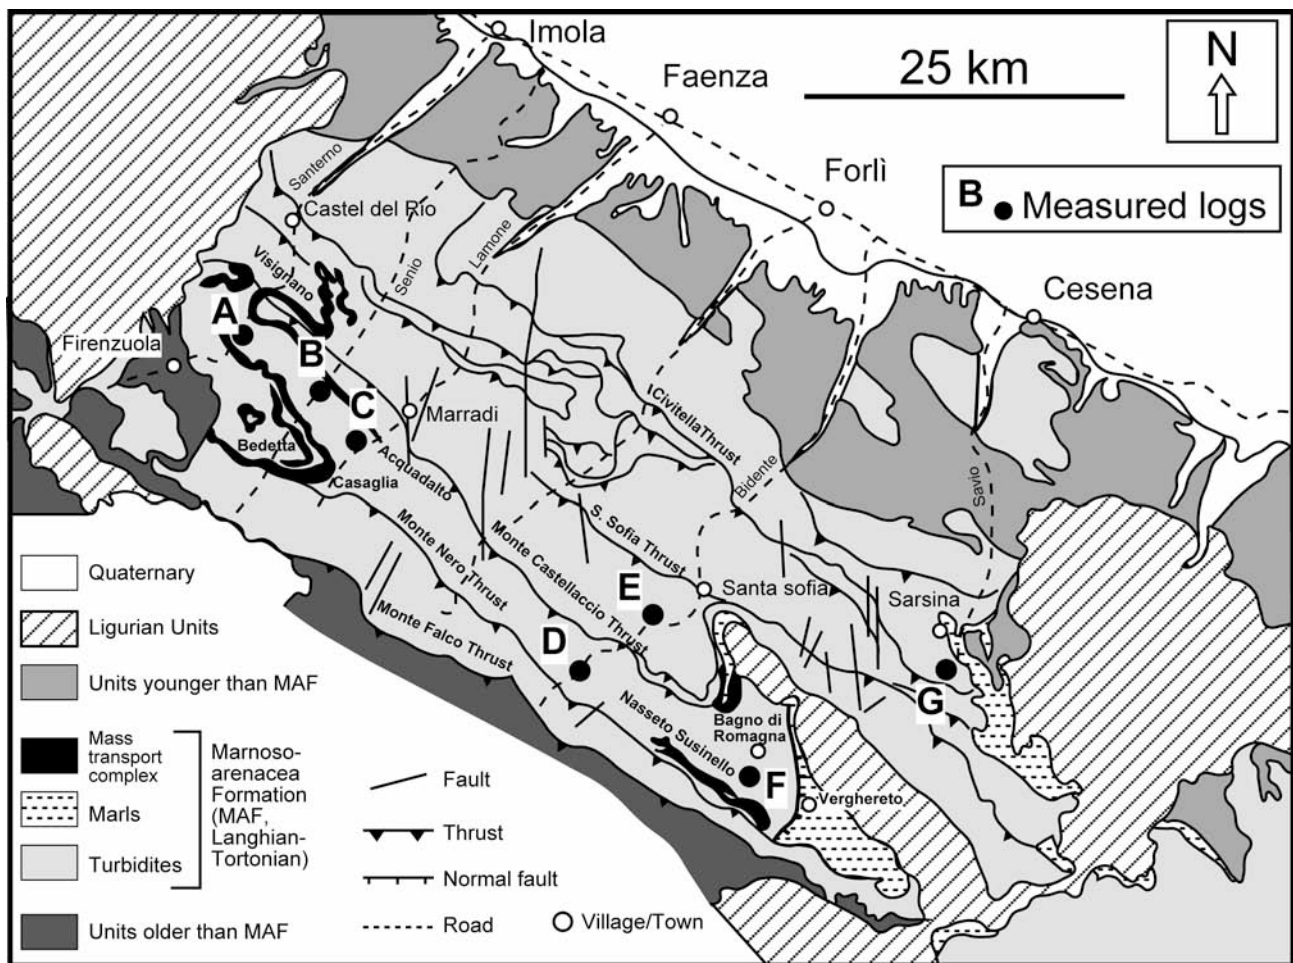 Imola
N
25 km
Faenza
Forlì
B Measured logs
Santerno
Castel del Rio
Senio
Lamone
Cesena
Visignano
A
Firenzuola
B
C
Marradi
Civitella Thrust
Bedetta
Acquadalto
Casaglia
Bidente
Savio
S. Sofia Thrust
Monte Nero Thrust
Monte Castellaccio Thrust
Monte Falco Thrust
E
Santa sofia
Sarsina
D
G
Nasseto Susinello
Bagno di
Romagna
F
Verghereto
Quaternary
Ligurian Units
Units younger than MAF
Mass
transport
complex
Marls
Turbidites
Marnoso-
arenacea
Formation
(MAF,
Langhian-
Tortonian)
Units older than MAF
Fault
Thrust
Normal fault
Road
Village/Town